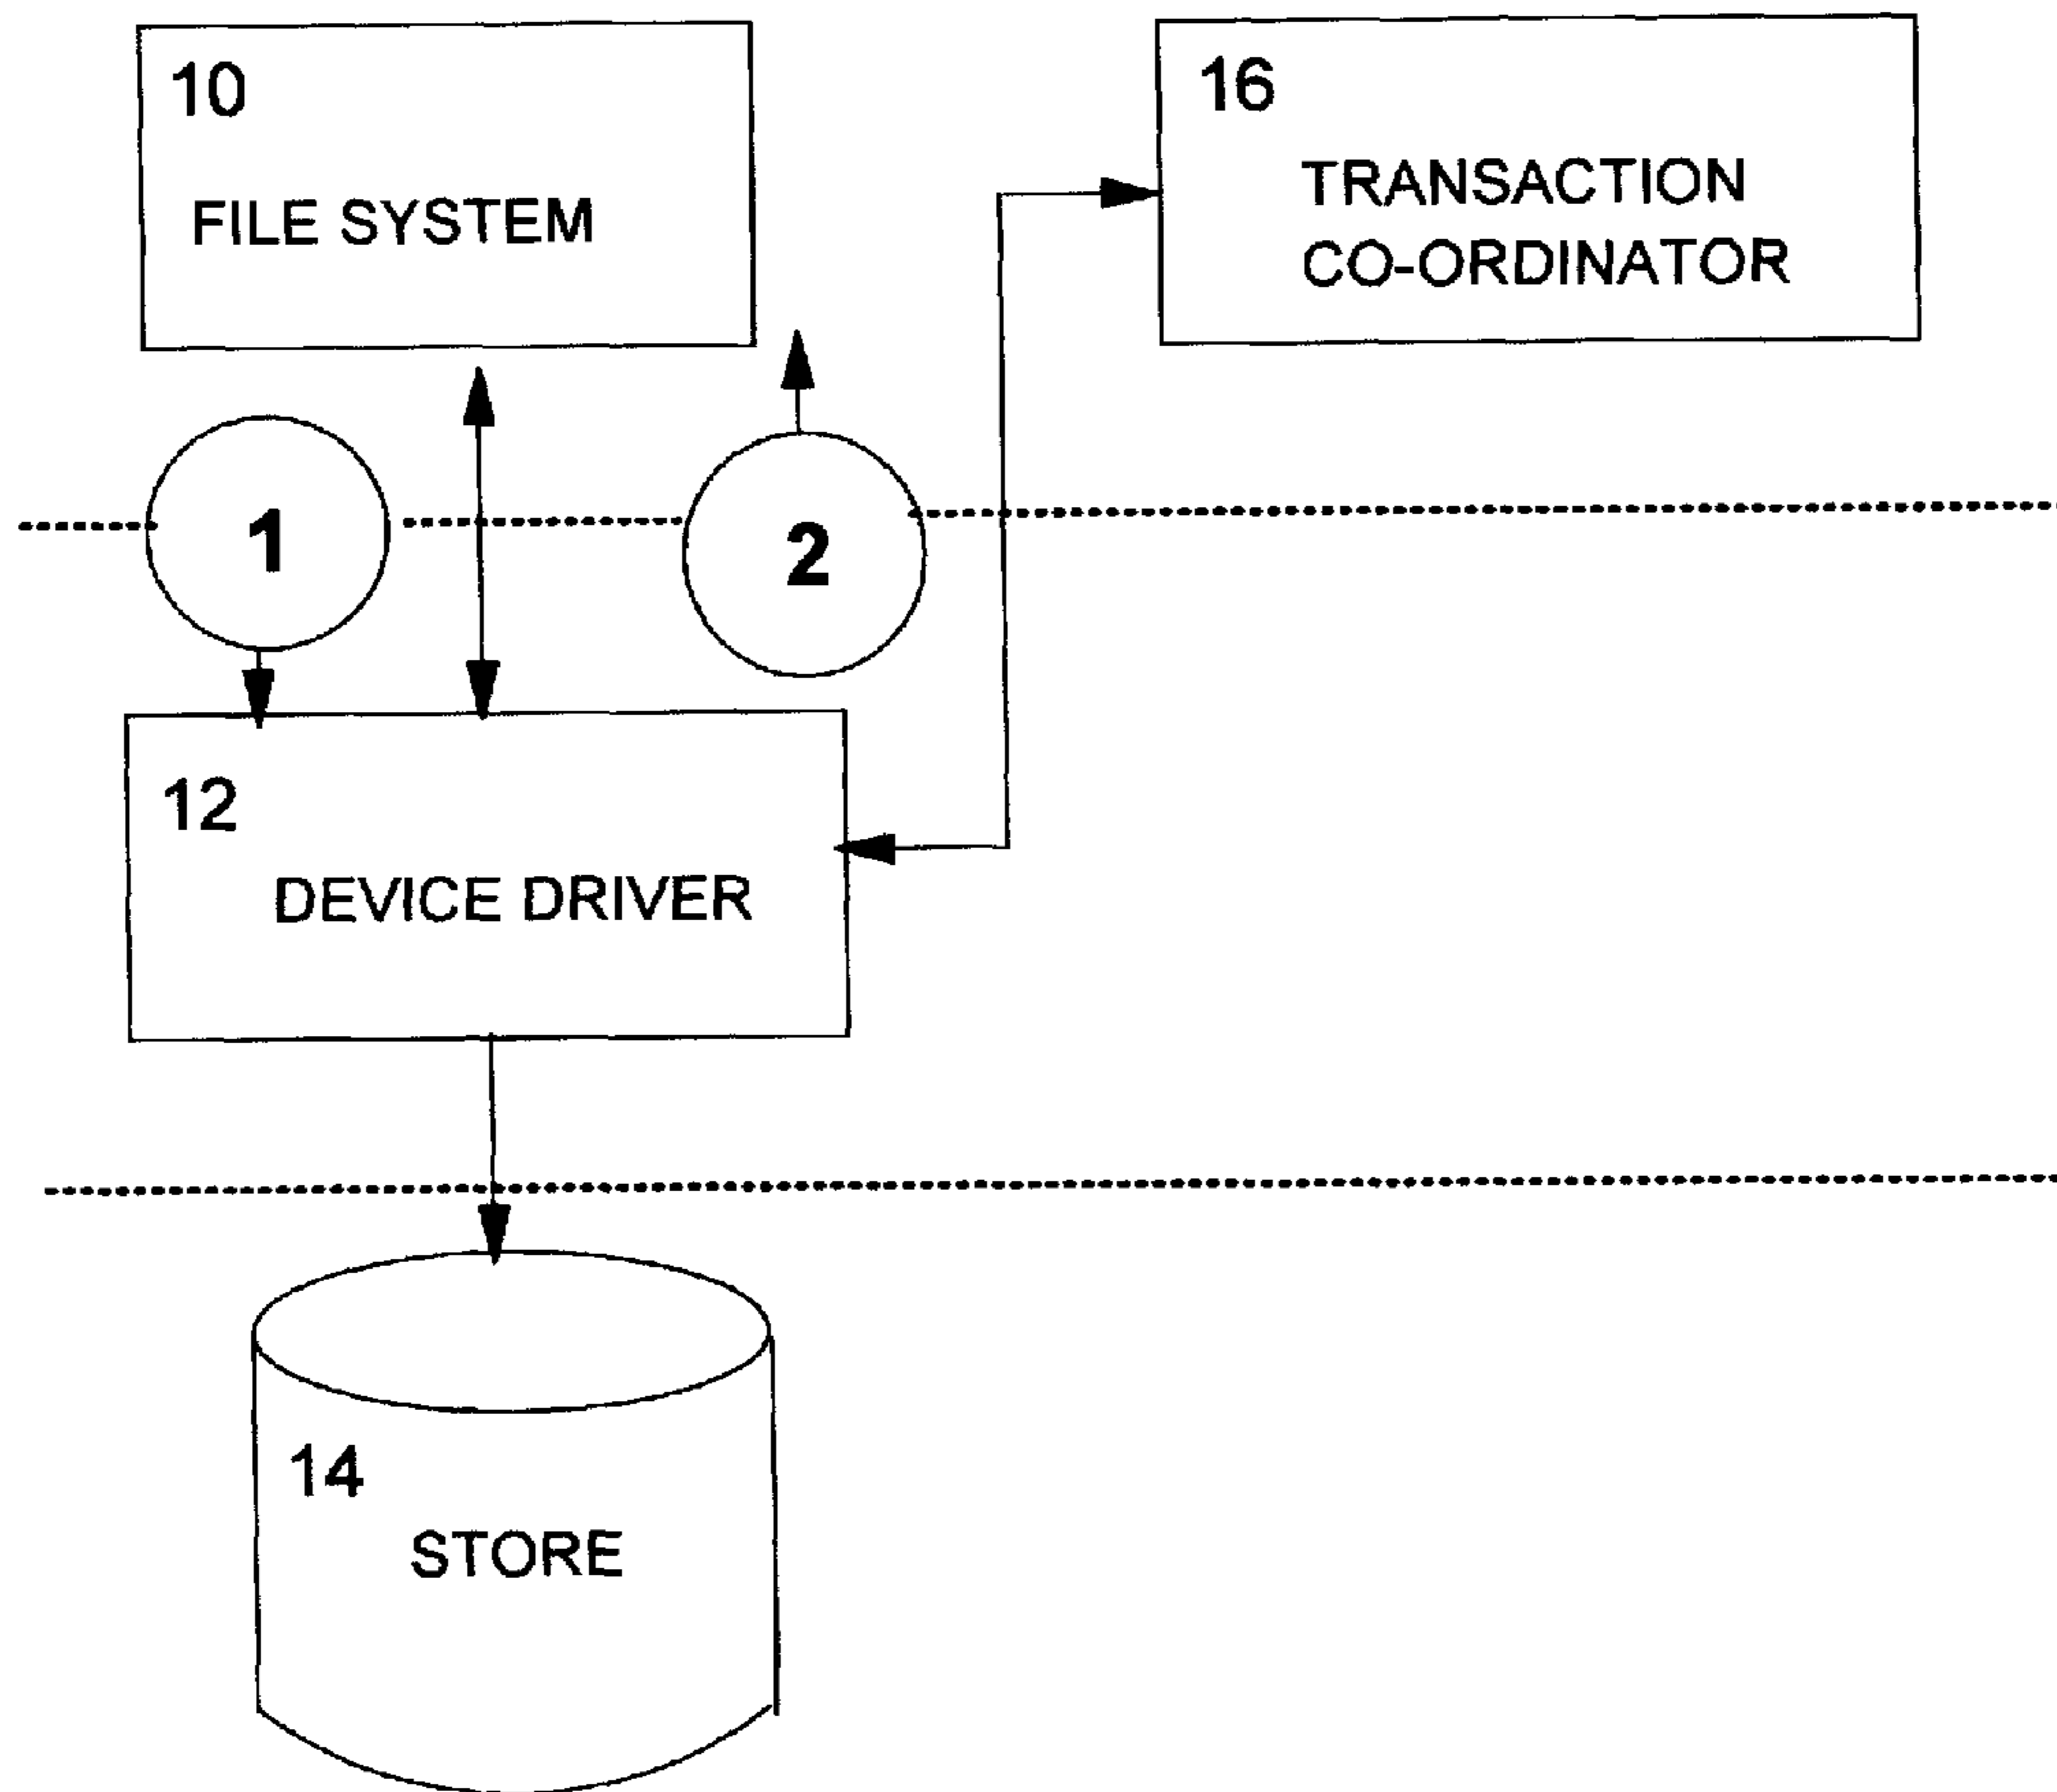 10
FILE SYSTEM
16
TRANSACTION
CO-ORDINATOR
1
2
12
DEVICE DRIVER
14
STORE